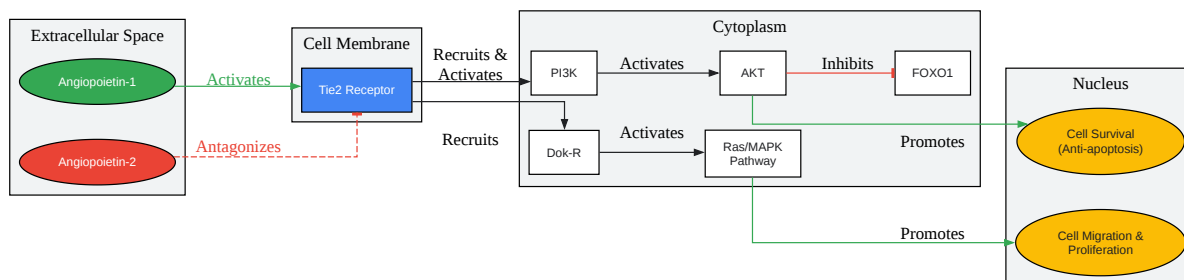 Extracellular Space
Angiopoietin-1
Activates
Angiopoietin-2
Antagonizes
Cell Membrane
Tie2 Receptor
Recruits &
Activates
Recruits
Cytoplasm
PI3K
Activates
AKT
Inhibits
FOXO1
Dok-R
Activates
Ras/MAPK
Pathway
Promotes
Promotes
Nucleus
Cell Survival
(Anti-apoptosis)
Cell Migration &
Proliferation